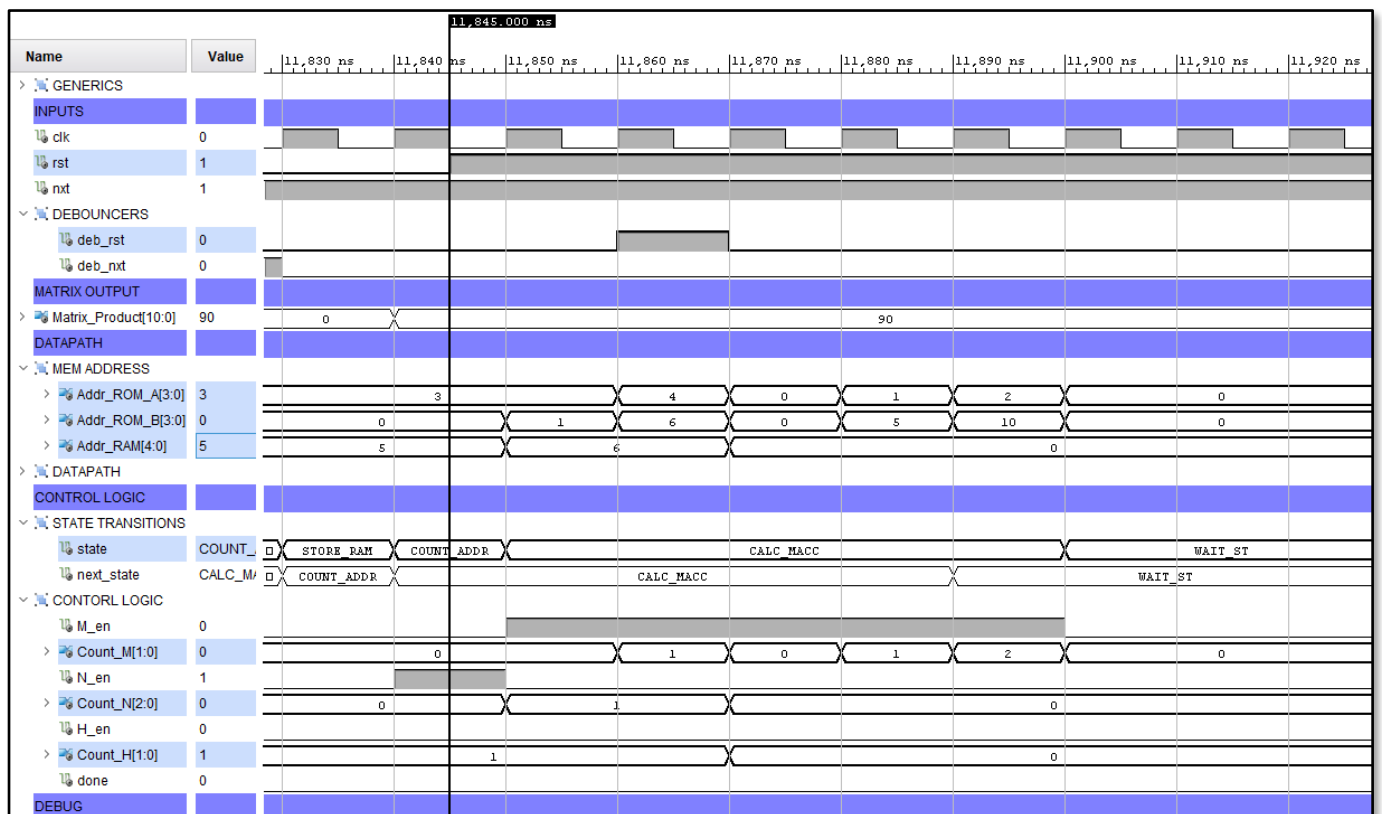 11,845.000 ns
Name Value 11,830 ns 11,840 ns 11,850 ns 11,860 ns 11,870 ns 11,880 ns 11,890 ns 11,900 ns 11,910 ns 11,920 ns
GENERICS
INPUTS
clk 0
rst 1
nxt 1
DEBOUNCERS
deb_rst 0
deb_nxt 0
MATRIX OUTPUT
Matrix_Product[10:0] 90 0 90
DATAPATH
MEM ADDRESS
Addr_ROM_A[3:0] 3 3 4 0 1 2 0
Addr_ROM_B[3:0] 0 0 1 6 0 5 10 0
Addr_RAM[4:0] 5 5 6 0
DATAPATH
CONTROL LOGIC
STATE TRANSITIONS
state COUNT_ STORE_RAM COUNT_ADDR CALC_MACC WAIT_ST
next_state CALC_M COUNT_ADDR CALC_MACC WAIT_ST
CONTORL LOGIC
M_en 0
Count_M[1:0] 0 0 1 0 1 2 0
N_en 1
Count_N[2:0] 0 0 1 0
H_en 0
Count_H[1:0] 1 1 0
done 0
DEBUG